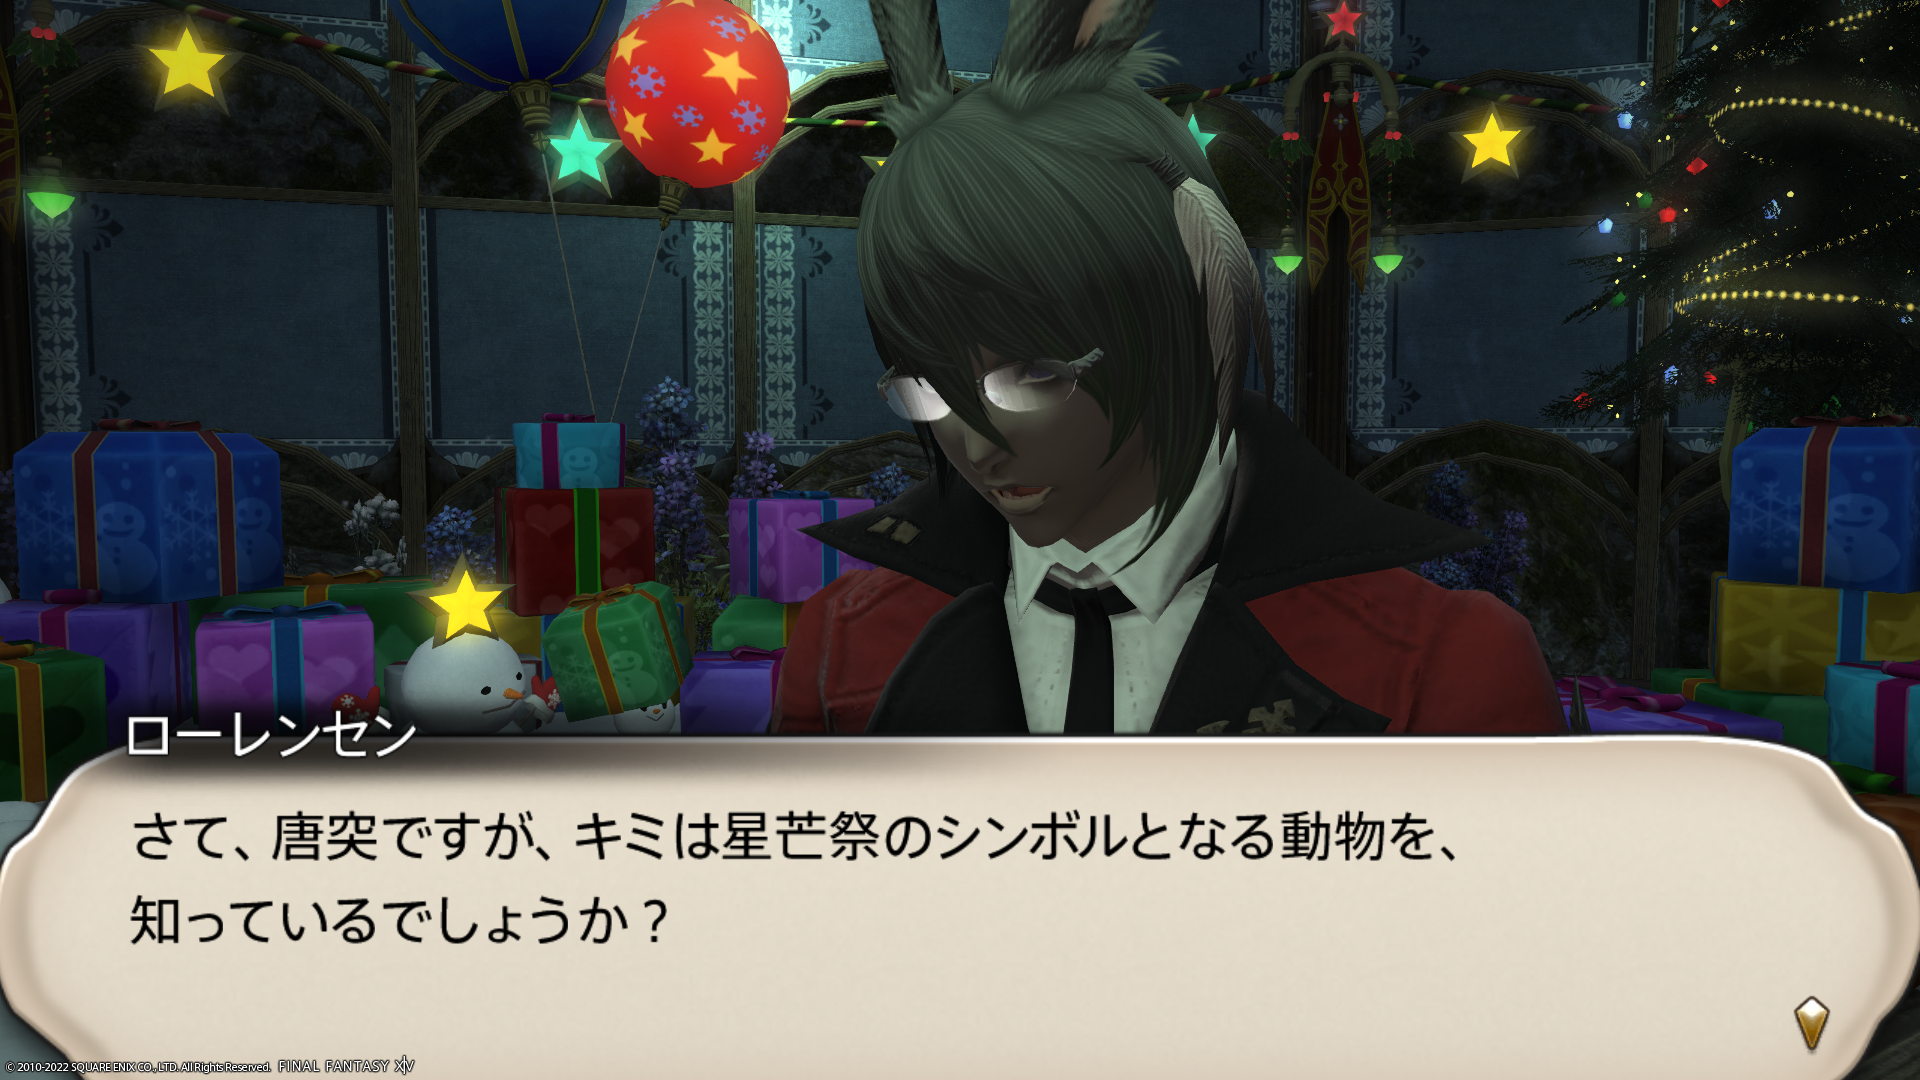 ローレンセン
さて、唐突ですが、キミは星芒祭のシンボルとなる動物を、
知っているでしょうか？
© 2010-2022 SQUARE ENIX CO., LTD. All Rights Reserved. FINAL FANTASY XIV